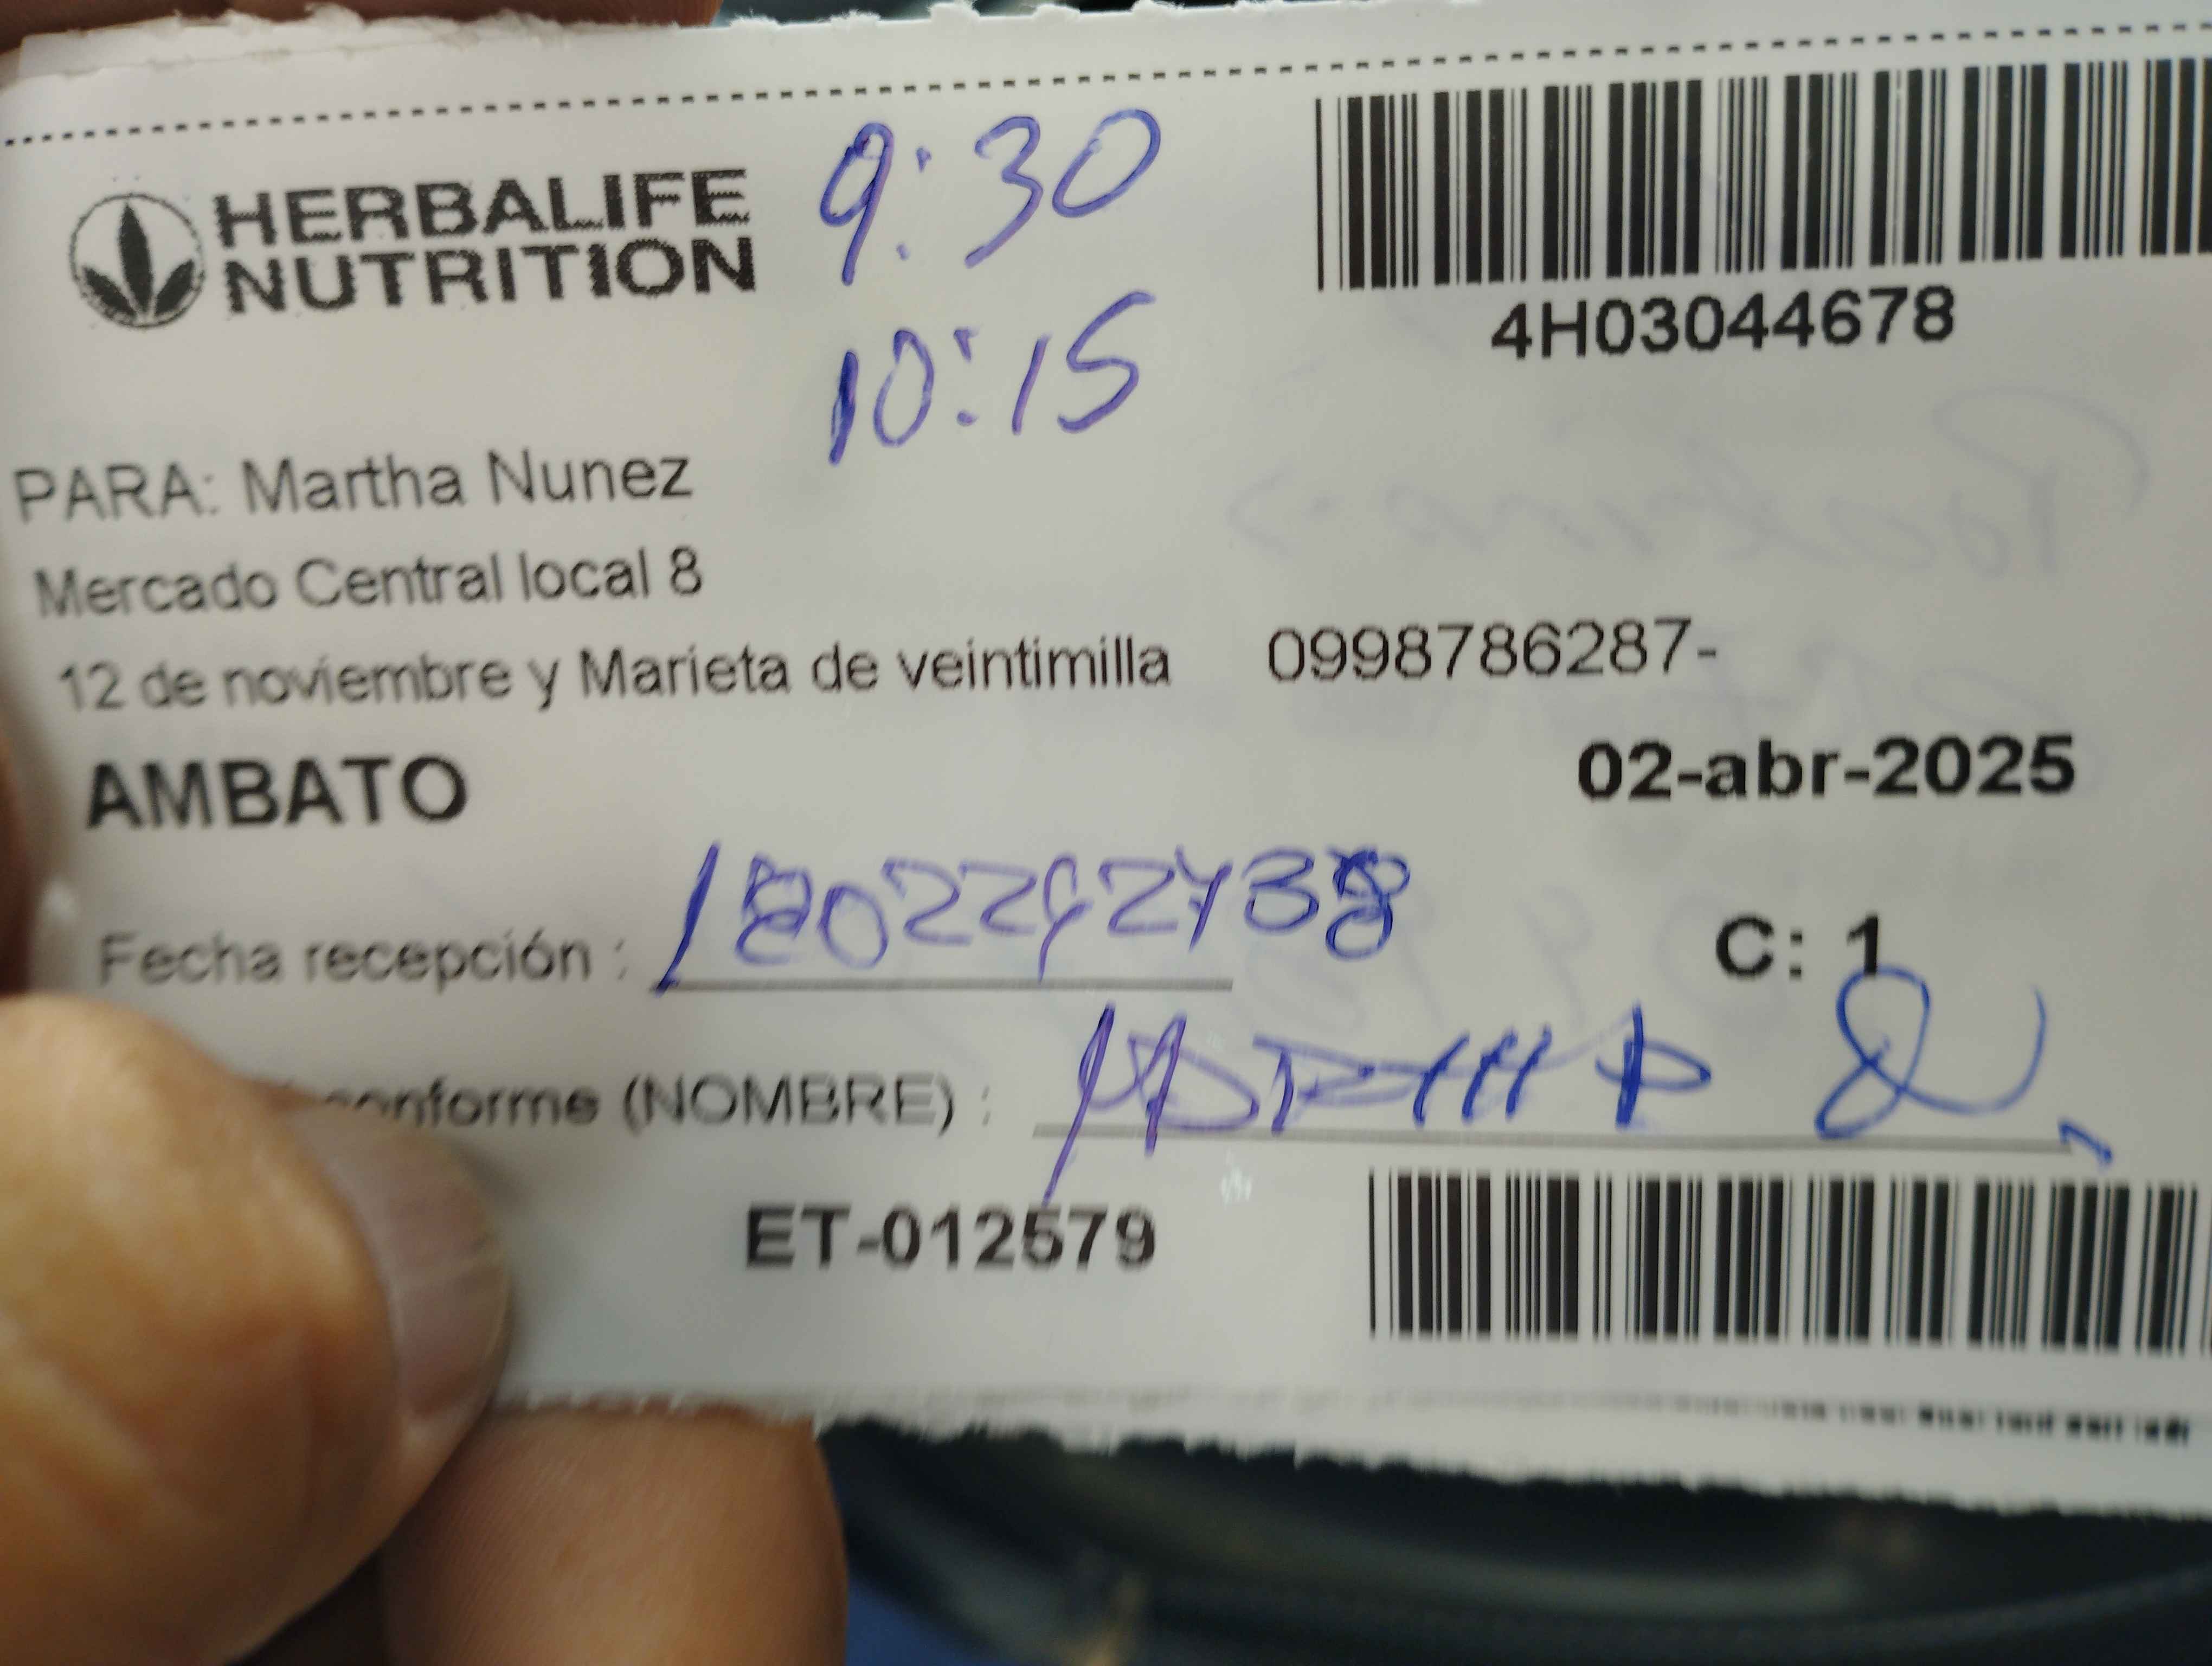 HERBALIFE
NUTRITION
9:30
10:15
4H03044678
PARA: Martha Nunez
Mercado Central local 8
12 de noviembre y Marieta de veintimilla 0998786287-
AMBATO
02-abr-2025
Fecha recepción :
C: 1
conforme (NOMBRE) :
ET-012579